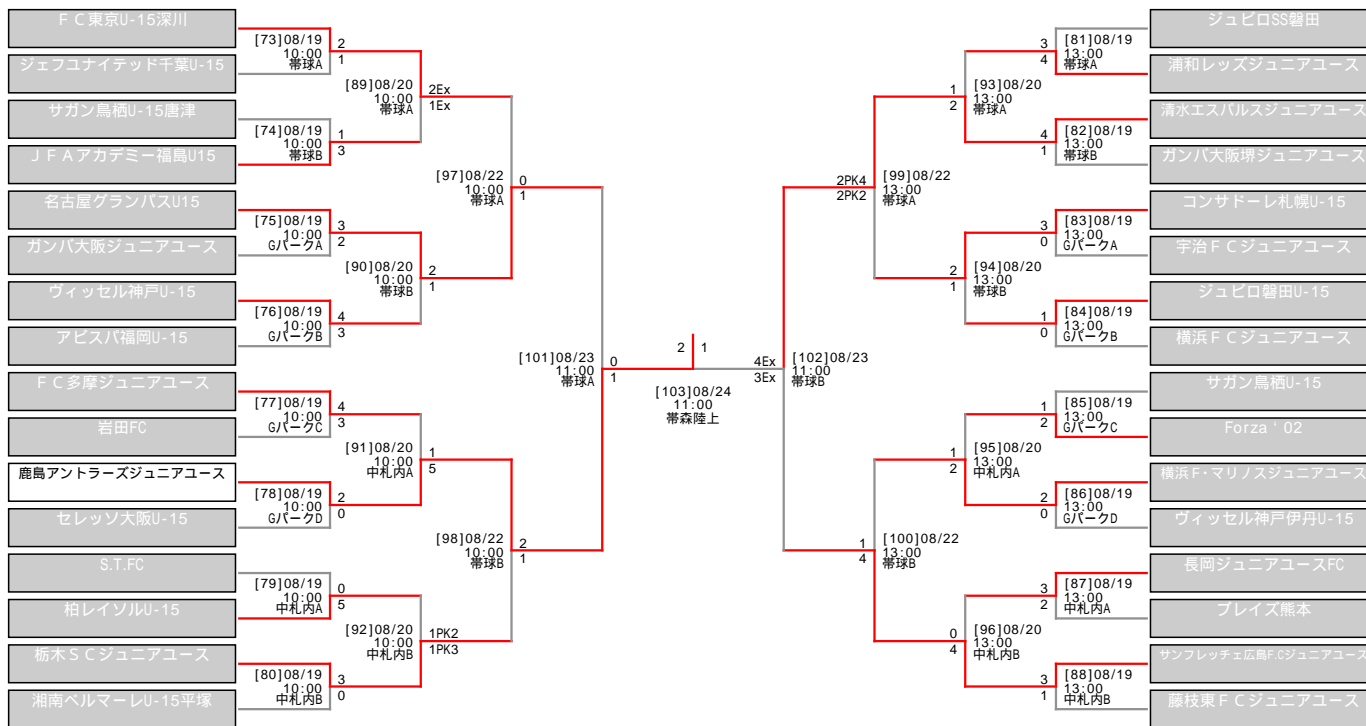 ＦＣ東京U-15深川
ジェフユナイテッド千葉U-15
サガン鳥栖U-15唐津
ＪＦＡアカデミー福島U15
名古屋グランパスU15
ガンバ大阪ジュニアユース
ヴィッセル神戸U-15
アビスパ福岡U-15
ＦＣ多摩ジュニアユース
岩田FC
鹿島アントラーズジュニアユース
セレッソ大阪U-15
S.T.FC
柏レイソルU-15
栃木ＳＣジュニアユース
湘南ベルマーレU-15平塚
[73]08/19
10:00
帯球A
2
1
[74]08/19
10:00
帯球B
1
3
[75]08/19
10:00
GパークA
3
2
[76]08/19
10:00
GパークB
4
3
[77]08/19
10:00
GパークC
4
3
[78]08/19
10:00
GパークD
2
0
[79]08/19
10:00
中札内A
0
5
[80]08/19
10:00
中札内B
3
0
[89]08/20
10:00
帯球A
2Ex
1Ex
[90]08/20
10:00
帯球B
2
1
[91]08/20
10:00
中札内A
1
5
[92]08/20
10:00
中札内B
1PK2
1PK3
[97]08/22
10:00
帯球A
0
1
[98]08/22
10:00
帯球B
2
1
[101]08/23
11:00
帯球A
0
1
2
1
[103]08/24
11:00
帯森陸上
4Ex
3Ex
[102]08/23
11:00
帯球B
2PK4
2PK2
[99]08/22
13:00
帯球A
1
4
[100]08/22
13:00
帯球B
1
2
[93]08/20
13:00
帯球A
2
1
[94]08/20
13:00
帯球B
1
2
[95]08/20
13:00
中札内A
0
4
[96]08/20
13:00
中札内B
3
4
[81]08/19
13:00
帯球A
4
1
[82]08/19
13:00
帯球B
3
0
[83]08/19
13:00
GパークA
1
0
[84]08/19
13:00
GパークB
1
2
[85]08/19
13:00
GパークC
2
0
[86]08/19
13:00
GパークD
3
2
[87]08/19
13:00
中札内A
3
1
[88]08/19
13:00
中札内B
ジュビロSS磐田
浦和レッズジュニアユース
清水エスパルスジュニアユース
ガンバ大阪堺ジュニアユース
コンサドーレ札幌U-15
宇治ＦＣジュニアユース
ジュビロ磐田U-15
横浜ＦＣジュニアユース
サガン鳥栖U-15
Forza‘02
横浜Ｆ・マリノスジュニアユース
ヴィッセル神戸伊丹U-15
長岡ジュニアユースFC
ブレイズ熊本
サンフレッチェ広島F.Cジュニアユース
藤枝東ＦＣジュニアユース